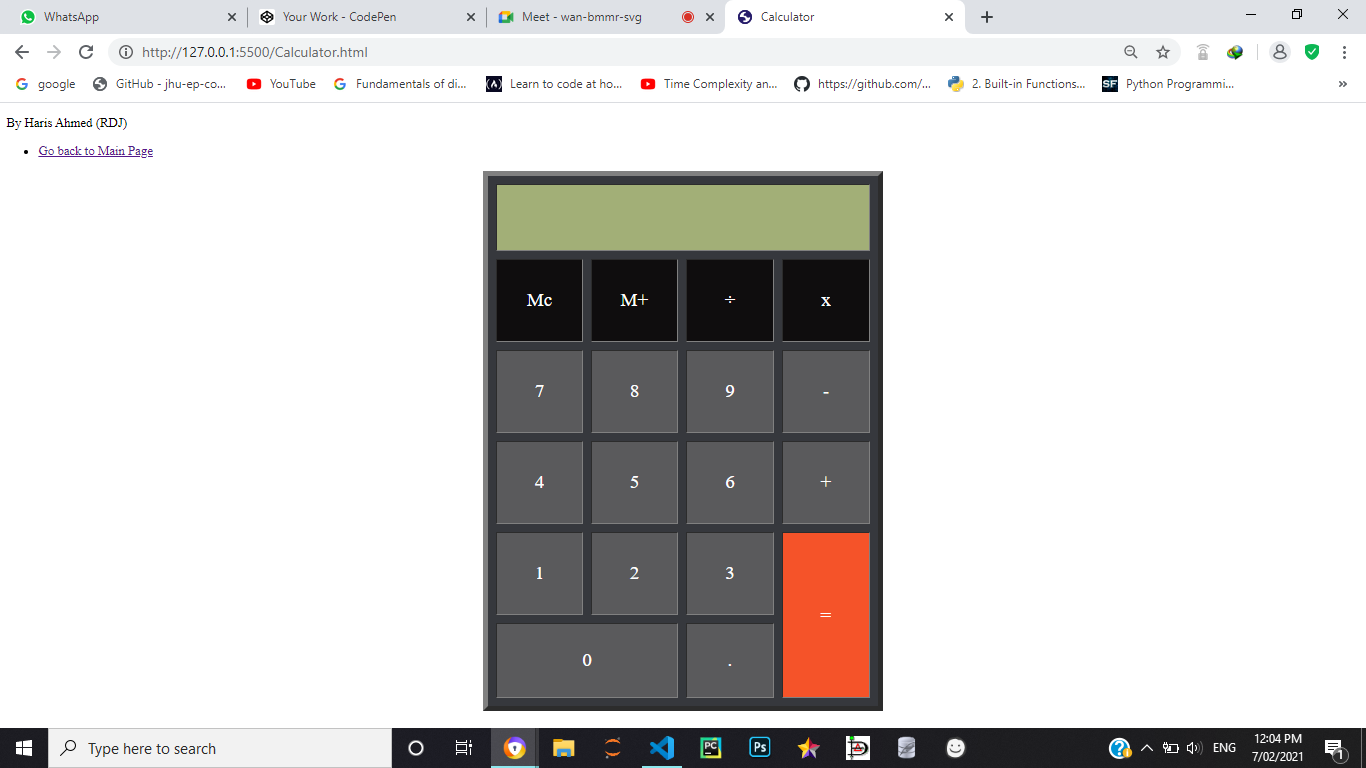 WhatsApp Your Work - CodePen Meet - wan-bmmr-svg Calculator
http://127.0.0.1:5500/Calculator.html
google GitHub - jhu-ep-co... YouTube Fundamentals of di... Learn to code at ho... Time Complexity an... https://github.com/... 2. Built-in Functions... SF Python Programmi... »
By Haris Ahmed (RDJ)
• Go back to Main Page
Mc M+ ÷ x
7 8 9 -
4 5 6 +
1 2 3
=
0 .
Type here to search PC Ps ENG 12:04 PM
7/02/2021 1